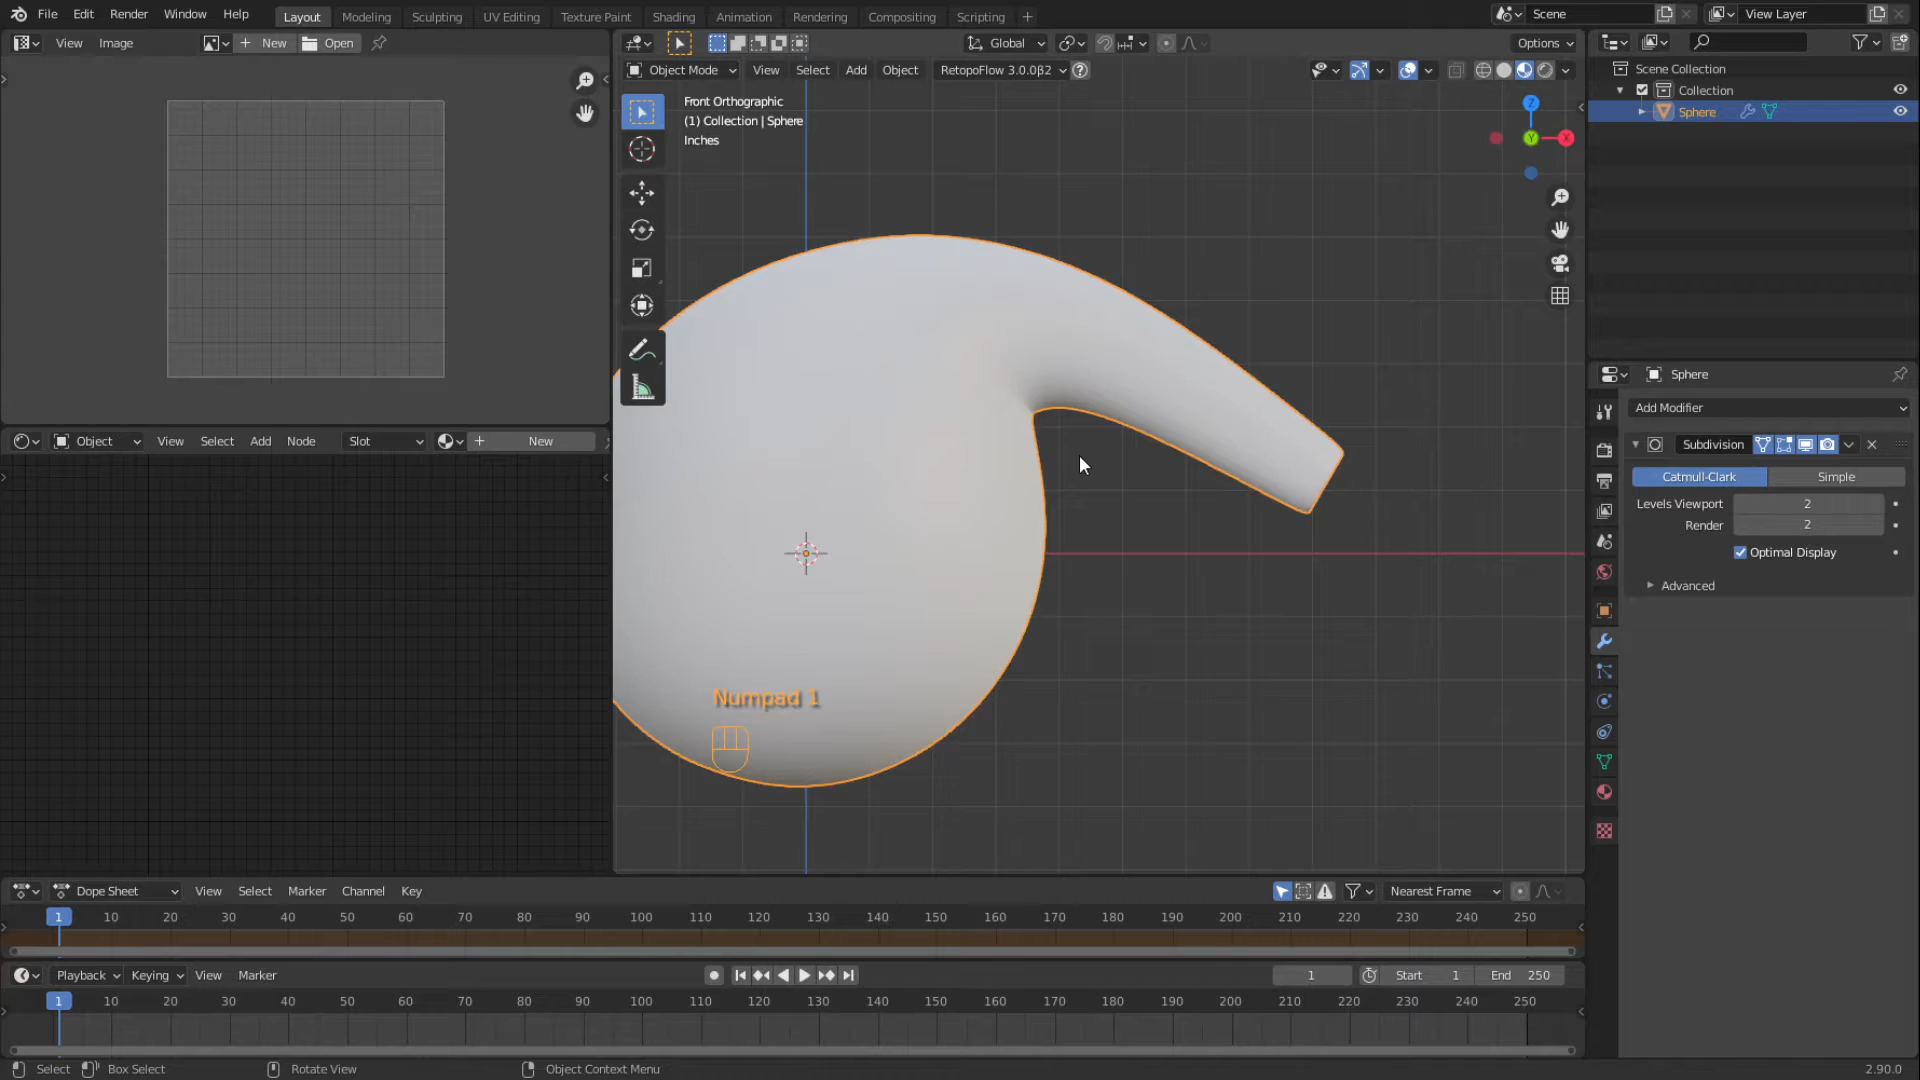 File Edit Render Window Help Layout Modeling Sculpting UV Editing Texture Paint Shading Animation Rendering Compositing Scripting + Scene View Layer
View Image New Open Global Options
Object Mode View Select Add Object RetopoFlow 3.0.0β2
Scene Collection
Collection
Sphere
Front Orthographic
(1) Collection | Sphere
Inches
Z
Y
X
Sphere
Add Modifier
Subdivision
Catmull-Clark Simple
Levels Viewport 2
Render 2
Optimal Display
Advanced
Object View Select Add Node Slot New
Numpad 1
Dope Sheet View Select Marker Channel Key Nearest Frame
1 10 20 30 40 50 60 70 80 90 100 110 120 130 140 150 160 170 180 190 200 210 220 230 240 250
Playback Keying View Marker 1 Start 1 End 250
1 10 20 30 40 50 60 70 80 90 100 110 120 130 140 150 160 170 180 190 200 210 220 230 240 250
Select Box Select Rotate View Object Context Menu 2.90.0